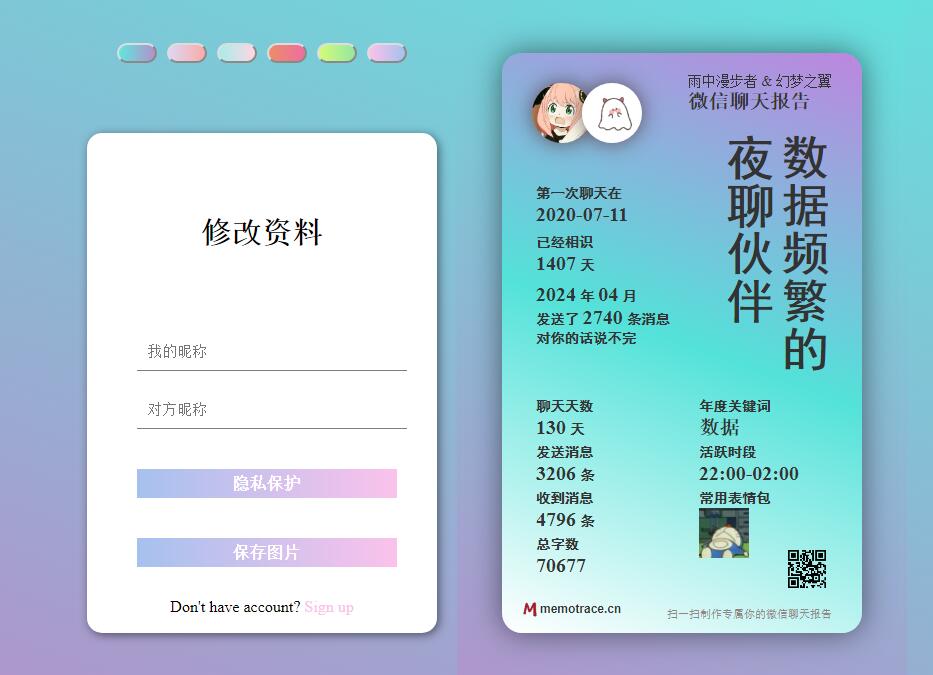 修改资料
我的昵称
对方昵称
隐私保护
保存图片
Don't have account? Sign up
雨中漫步者 & 幻梦之翼
微信聊天报告
数据频繁的
夜聊伙伴
第一次聊天在
2020-07-11
已经相识
1407 天
2024 年 04 月
发送了 2740 条消息
对你的话说不完
聊天天数
130 天
发送消息
3206 条
收到消息
4796 条
总字数
70677
年度关键词
数据
活跃时段
22:00-02:00
常用表情包
memotrace.cn
扫一扫制作专属你的微信聊天报告